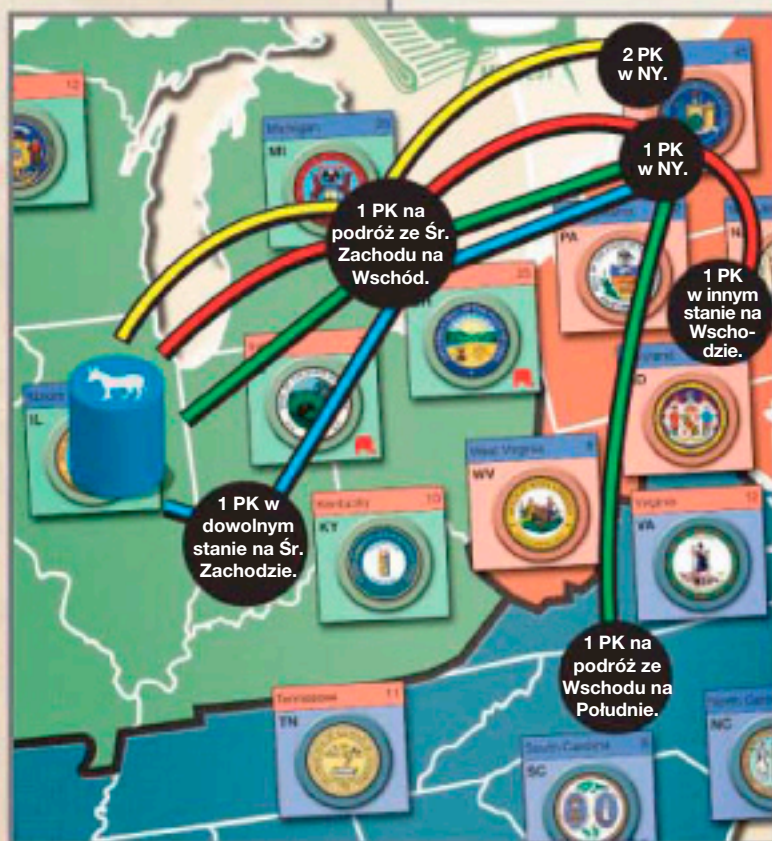 2 PK
w NY.
1 PK
w NY.
Michigan
MI
1 PK na
podróż ze Śr.
Zachodu na
Wschód.
PA
1 PK
w innym
stanie na
Wscho-
dzie.
IL
West Virginia
WV
1 PK w
dowolnym
stanie na Śr.
Zachodzie.
Kentucky 10
KY
Virginia 12
VA
1 PK na
podróż ze
Wschodu na
Południe.
Tennessee 11
TN
South Carolina 8
SC
NC